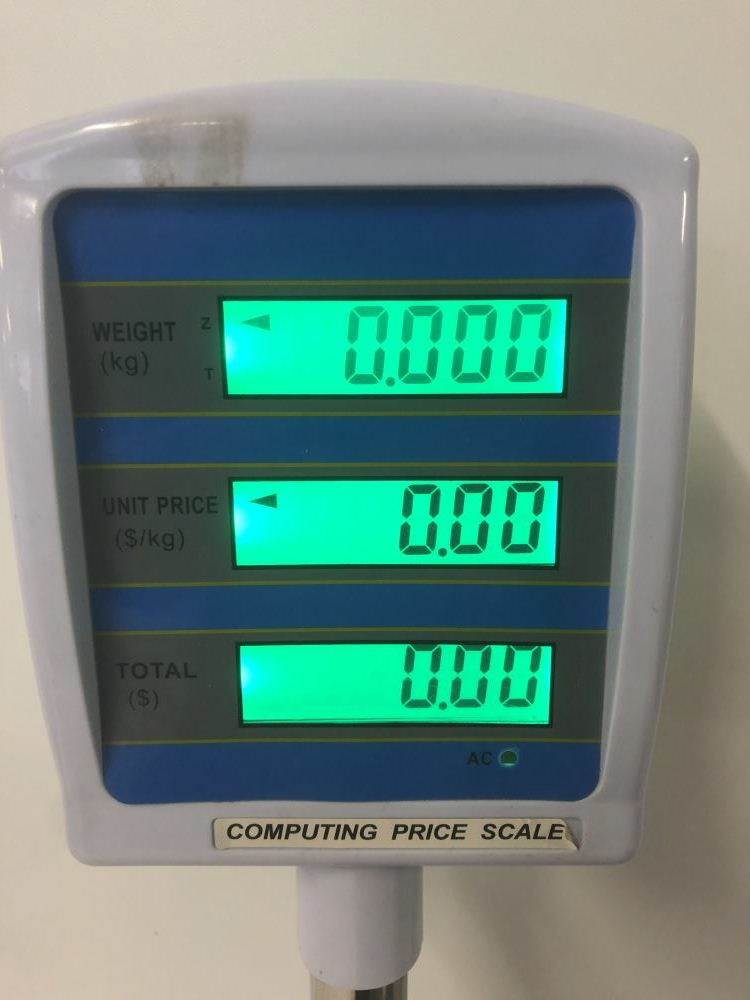 WEIGHT Z 0.000
(kg) T
UNIT PRICE 0.00
($/kg)
TOTAL 0.00
($)
AC
COMPUTING PRICE SCALE